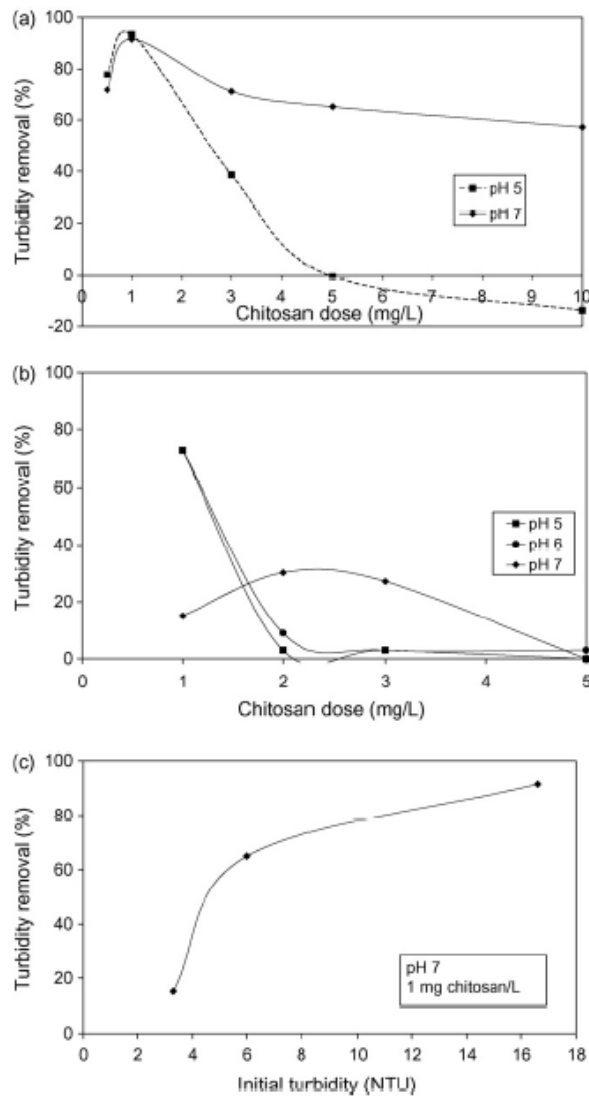 (a)
100
80
60
40
20
0
-20
Turbidity removal (%)
pH 5
pH 7
0 1 2 3 4 5 6 7 8 9 10
Chitosan dose (mg/L)
(b)
100
80
60
40
20
0
Turbidity removal (%)
pH 5
pH 6
pH 7
0 1 2 3 4 5
Chitosan dose (mg/L)
(c)
100
80
60
40
20
0
Turbidity removal (%)
pH 7
1 mg chitosan/L
0 2 4 6 8 10 12 14 16 18
Initial turbidity (NTU)